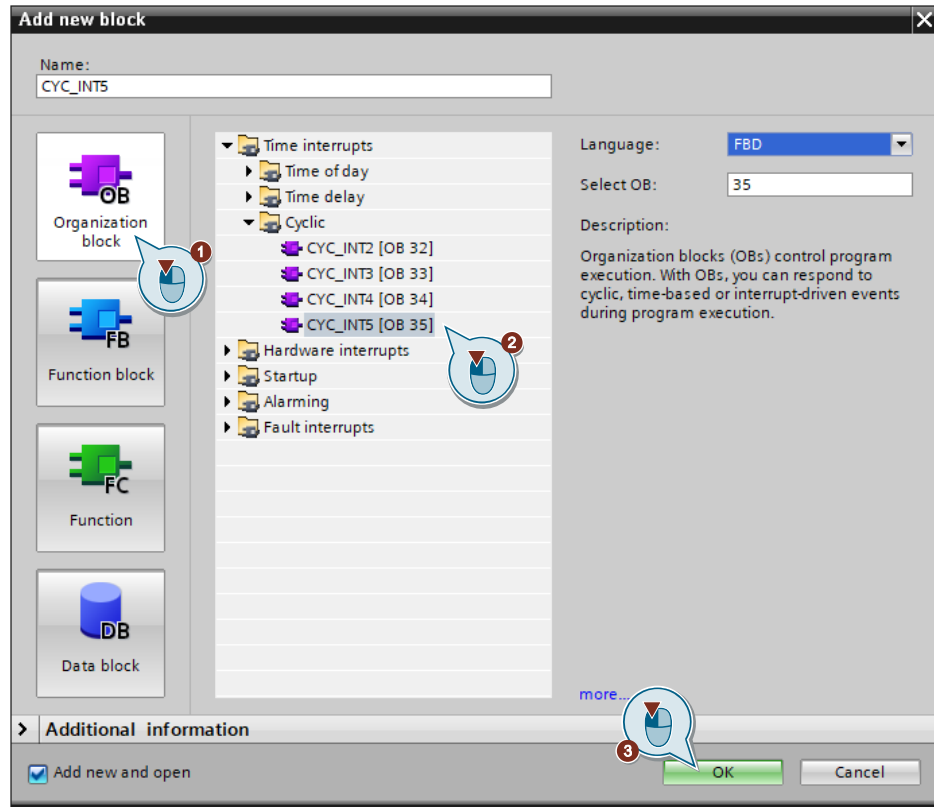 Add new block
Name:
CYC_INT5
OB
Organization
block
FB
Function block
FC
Function
DB
Data block
Time interrupts
Time of day
Time delay
Cyclic
CYC_INT2 [OB 32]
CYC_INT3 [OB 33]
CYC_INT4 [OB 34]
CYC_INT5 [OB 35]
Hardware interrupts
Startup
Alarming
Fault interrupts
1
2
Language: FBD
Select OB: 35
Description:
Organization blocks (OBs) control program
execution. With OBs, you can respond to
cyclic, time-based or interrupt-driven events
during program execution.
more...
3
Additional information
Add new and open
OK
Cancel